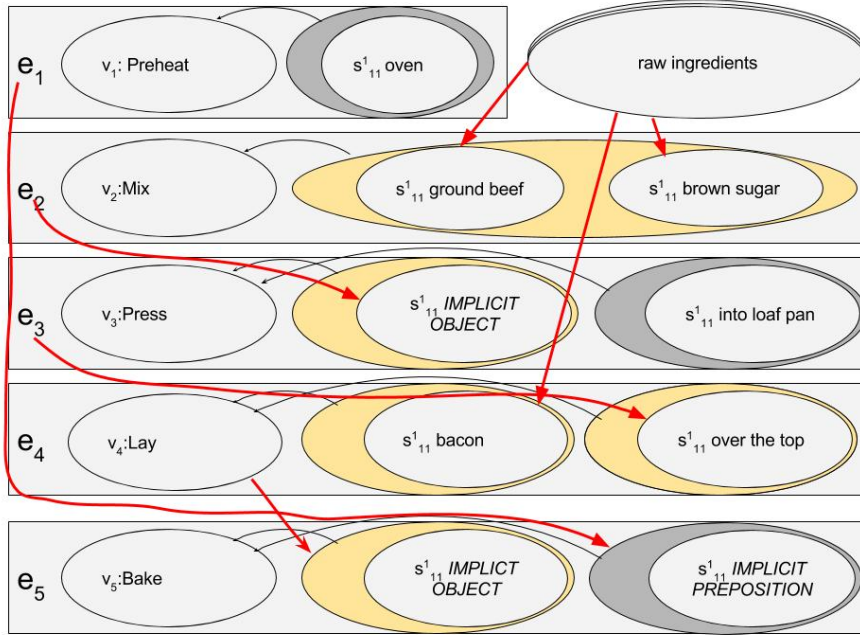 e₁
v₁: Preheat
s¹₁₁ oven
raw ingredients
e₂
v₂:Mix
s¹₁₁ ground beef
s¹₁₁ brown sugar
e₃
v₃:Press
s¹₁₁ IMPLICIT
OBJECT
s¹₁₁ into loaf pan
e₄
v₄:Lay
s¹₁₁ bacon
s¹₁₁ over the top
e₅
v₅:Bake
s¹₁₁ IMPLICT
OBJECT
s¹₁₁ IMPLICIT
PREPOSITION